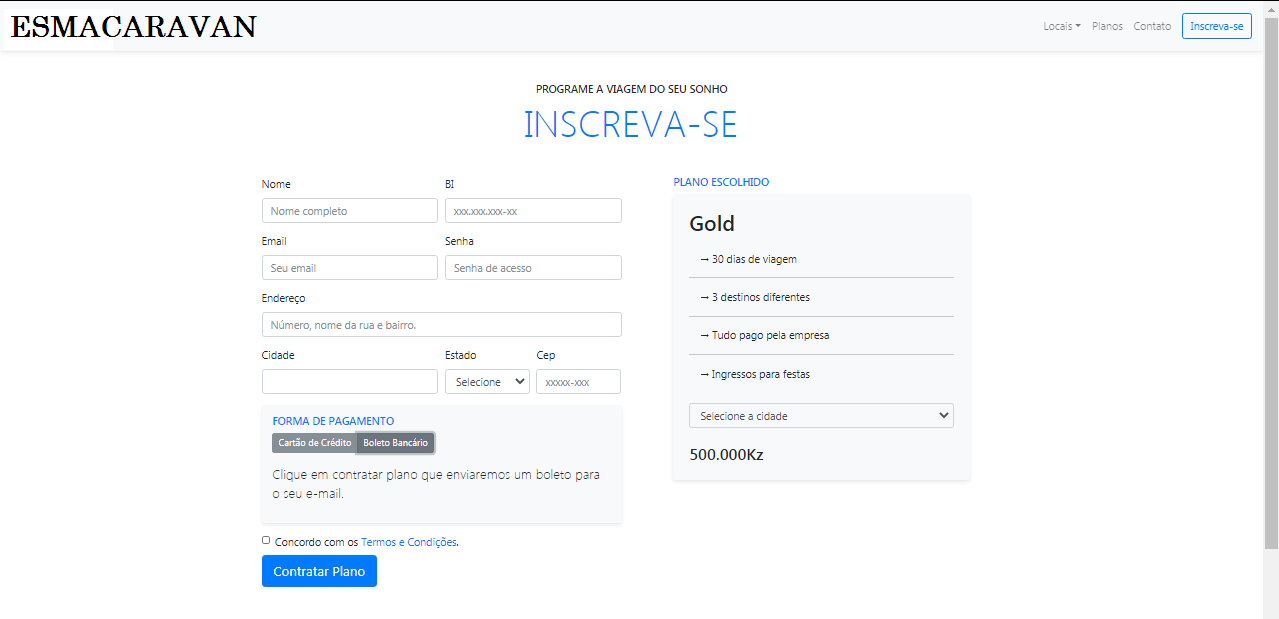 ESMACARAVAN
Locais Planos Contato Inscreva-se
PROGRAME A VIAGEM DO SEU SONHO
INSCREVA-SE
Nome BI
Nome completo xxx.xxx.xxx-xx
Email Senha
Seu email Senha de acesso
Endereço
Número, nome da rua e bairro.
Cidade Estado Cep
Selecione xxxxx-xxx
FORMA DE PAGAMENTO
Cartão de Crédito Boleto Bancário
Clique em contratar plano que enviaremos um boleto para
o seu e-mail.
Concordo com os Termos e Condições.
Contratar Plano
PLANO ESCOLHIDO
Gold
→ 30 dias de viagem
→ 3 destinos diferentes
→ Tudo pago pela empresa
→ Ingressos para festas
Selecione a cidade
500.000Kz